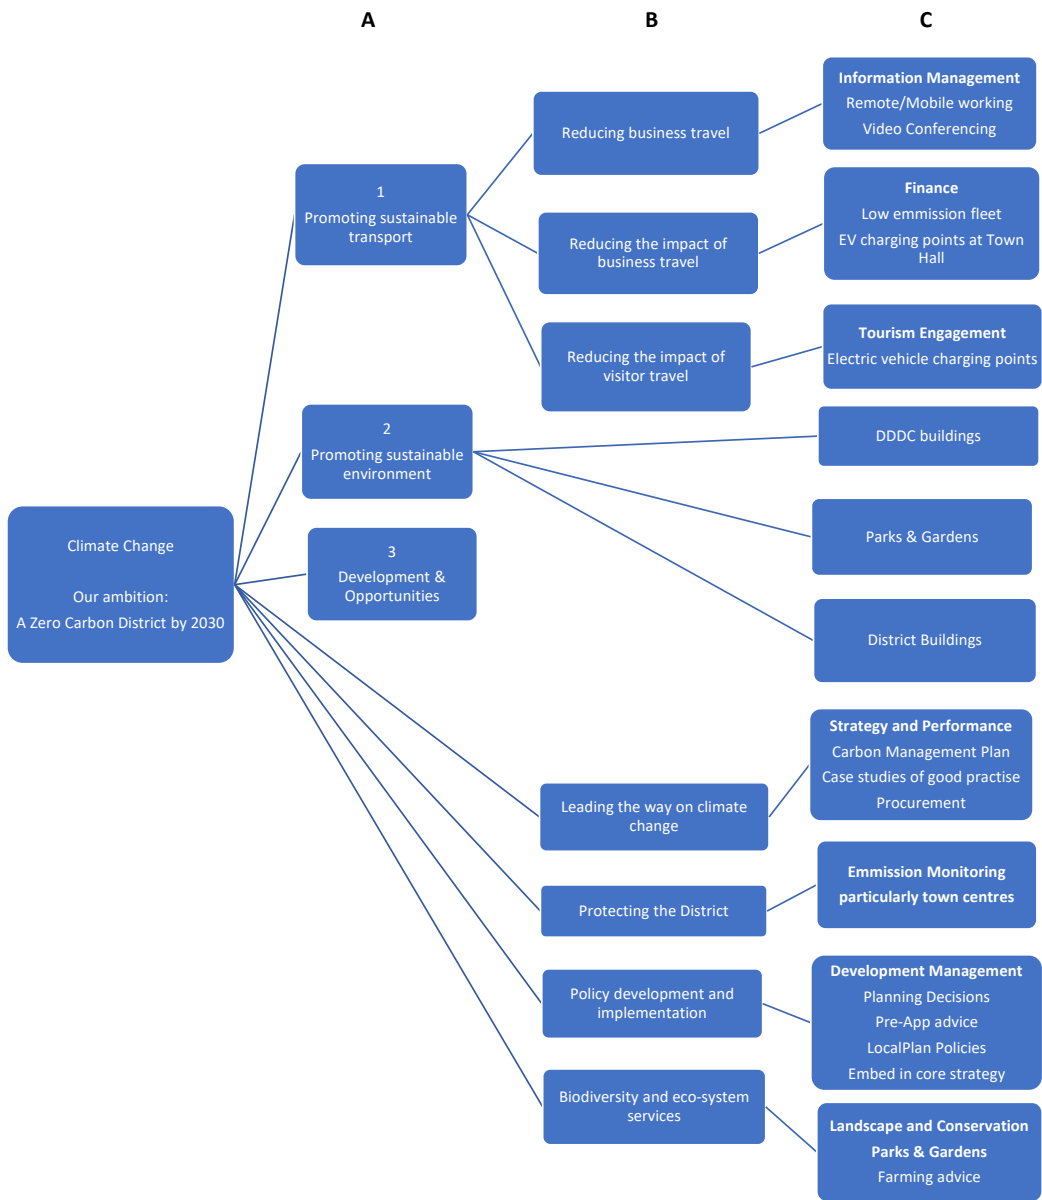 A
B
C
Climate Change
Our ambition:
A Zero Carbon District by 2030
1
Promoting sustainable
transport
2
Promoting sustainable
environment
3
Development &
Opportunities
Reducing business travel
Reducing the impact of
business travel
Reducing the impact of
visitor travel
Leading the way on climate
change
Protecting the District
Policy development and
implementation
Biodiversity and eco-system
services
Information Management
Remote/Mobile working
Video Conferencing
Finance
Low emmission fleet
EV charging points at Town
Hall
Tourism Engagement
Electric vehicle charging points
DDDC buildings
Parks & Gardens
District Buildings
Strategy and Performance
Carbon Management Plan
Case studies of good practise
Procurement
Emmission Monitoring
particularly town centres
Development Management
Planning Decisions
Pre-App advice
LocalPlan Policies
Embed in core strategy
Landscape and Conservation
Parks & Gardens
Farming advice